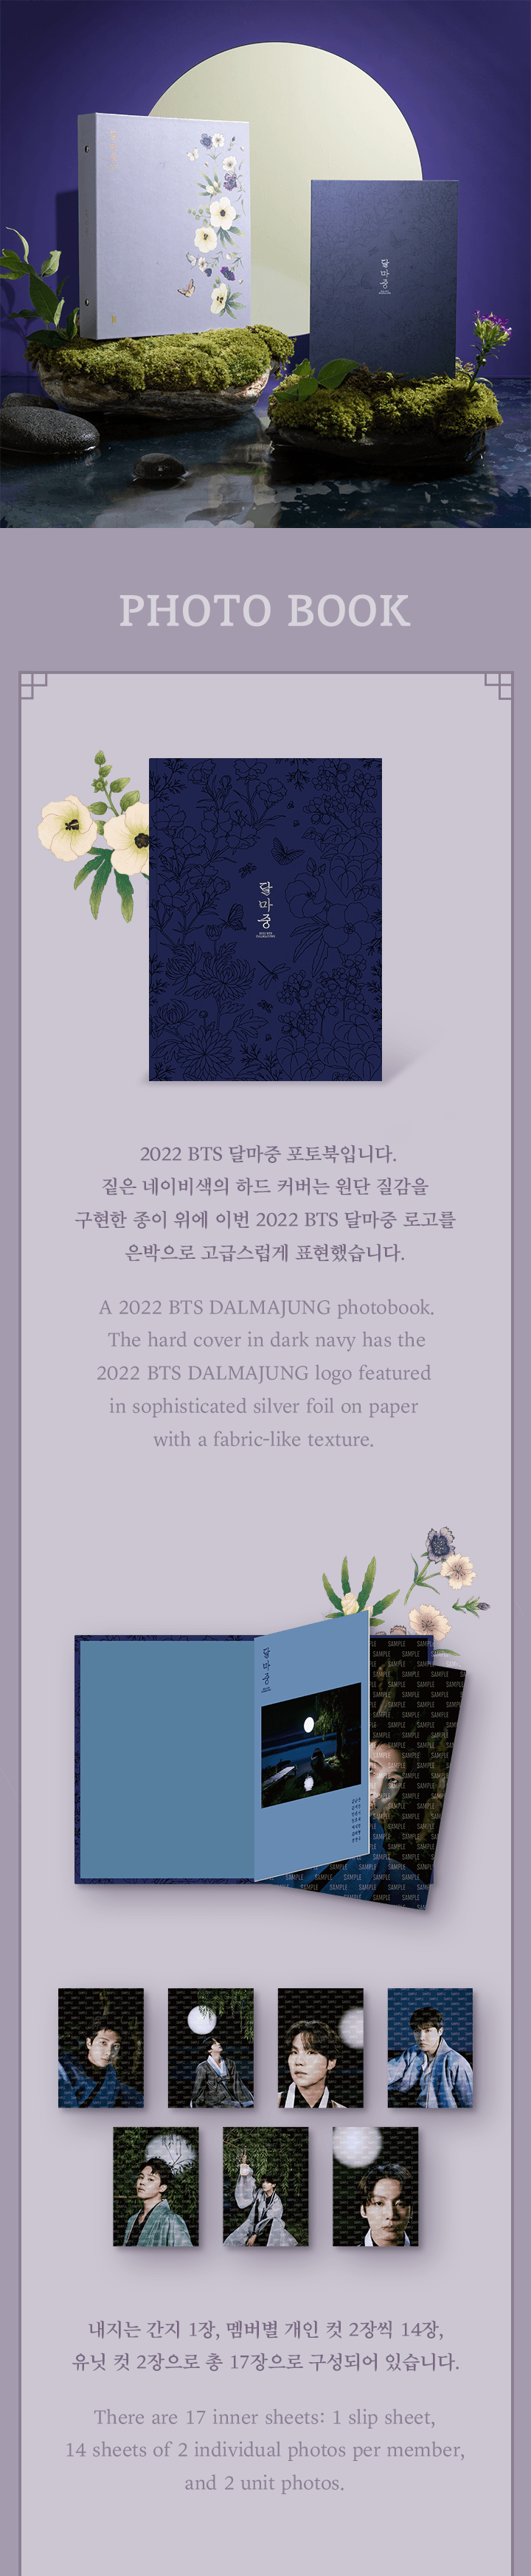 달마중
PHOTO BOOK
달
마
중
2022 BTS 달마중 포토북입니다.
짙은 네이비색의 하드 커버는 원단 질감을
구현한 종이 위에 이번 2022 BTS 달마중 로고를
은박으로 고급스럽게 표현했습니다.
A 2022 BTS DALMAJUNG photobook.
The hard cover in dark navy has the
2022 BTS DALMAJUNG logo featured
in sophisticated silver foil on paper
with a fabric-like texture.
달
마
중
SAMPLE SAMPLE SAMPLE
내지는 간지 1장, 멤버별 개인 컷 2장씩 14장,
유닛 컷 2장으로 총 17장으로 구성되어 있습니다.
There are 17 inner sheets: 1 slip sheet,
14 sheets of 2 individual photos per member,
and 2 unit photos.